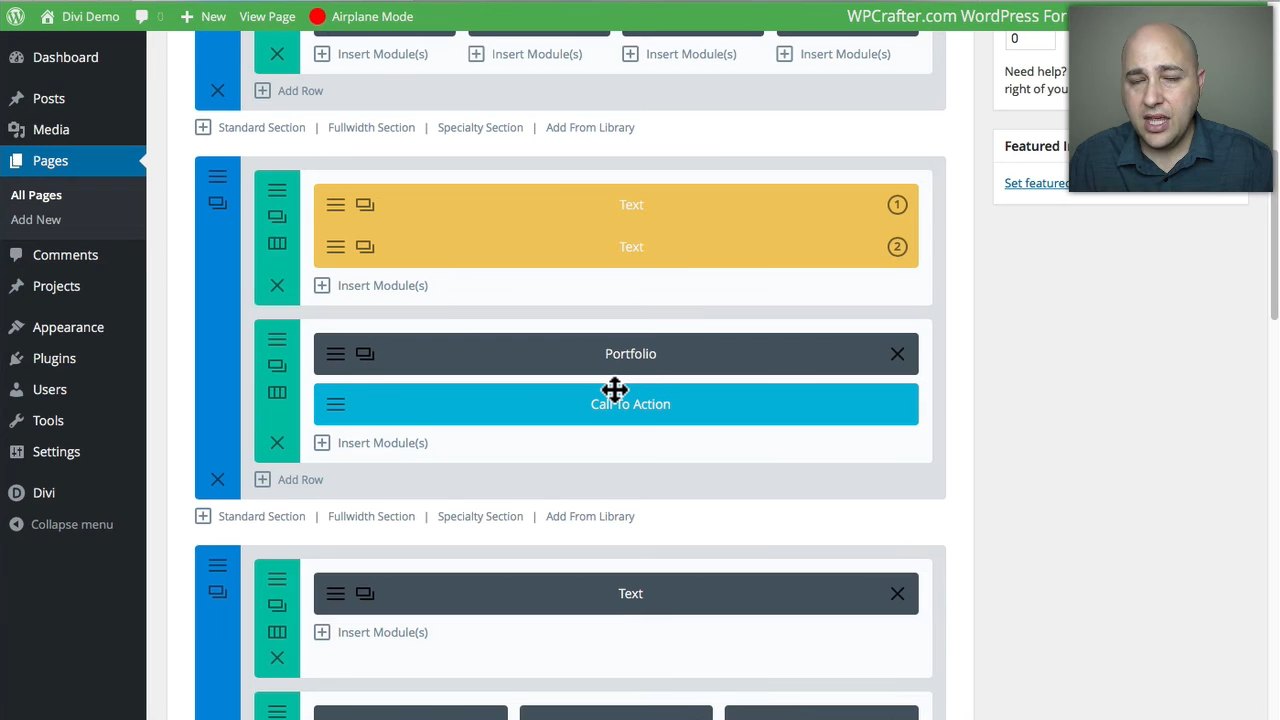 Divi Demo 0 New View Page Airplane Mode WPCrafter.com WordPress For
Dashboard
Posts
Media
Pages
All Pages
Add New
Comments
Projects
Appearance
Plugins
Users
Tools
Settings
Divi
Collapse menu
Insert Module(s) Insert Module(s) Insert Module(s) Insert Module(s)
Add Row
Standard Section | Fullwidth Section | Specialty Section | Add From Library
Text 1
Text 2
Insert Module(s)
Portfolio
Call To Action
Insert Module(s)
Add Row
Standard Section | Fullwidth Section | Specialty Section | Add From Library
Text
Insert Module(s)
0
Need help?
right of you
Featured I
Set feature